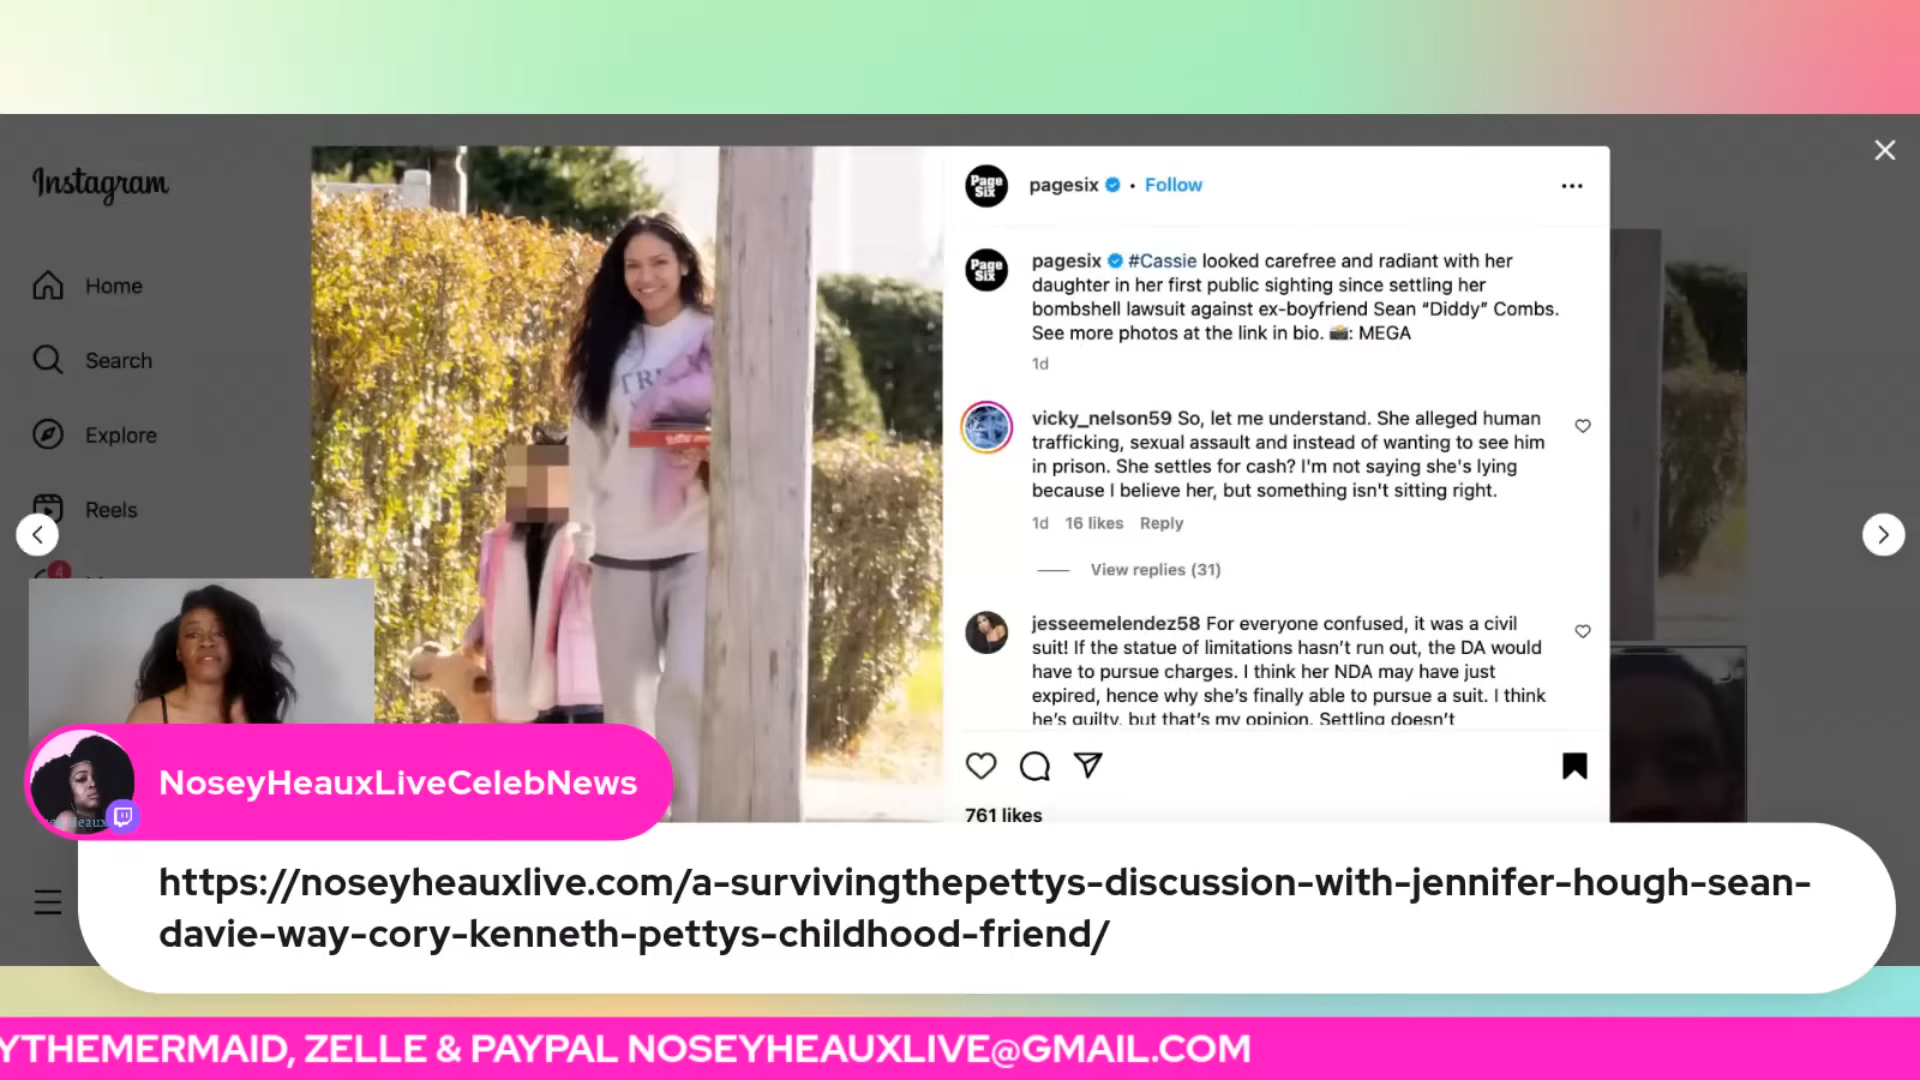 Instagram
Home
Search
Explore
Reels
4
Page
Six
pagesix • Follow
Page
Six
pagesix #Cassie looked carefree and radiant with her
daughter in her first public sighting since settling her
bombshell lawsuit against ex-boyfriend Sean “Diddy” Combs.
See more photos at the link in bio. 📸: MEGA
1d
vicky_nelson59 So, let me understand. She alleged human
trafficking, sexual assault and instead of wanting to see him
in prison. She settles for cash? I'm not saying she's lying
because I believe her, but something isn't sitting right.
1d 16 likes Reply
View replies (31)
jesseemelendez58 For everyone confused, it was a civil
suit! If the statue of limitations hasn’t run out, the DA would
have to pursue charges. I think her NDA may have just
expired, hence why she’s finally able to pursue a suit. I think
he’s guilty, but that’s my opinion. Settling doesn’t
761 likes
NoseyHeauxLiveCelebNews
https://noseyheauxlive.com/a-survivingthepettys-discussion-with-jennifer-hough-sean-
davie-way-cory-kenneth-pettys-childhood-friend/
YTHEMERMAID, ZELLE & PAYPAL NOSEYHEAUXLIVE@GMAIL.COM